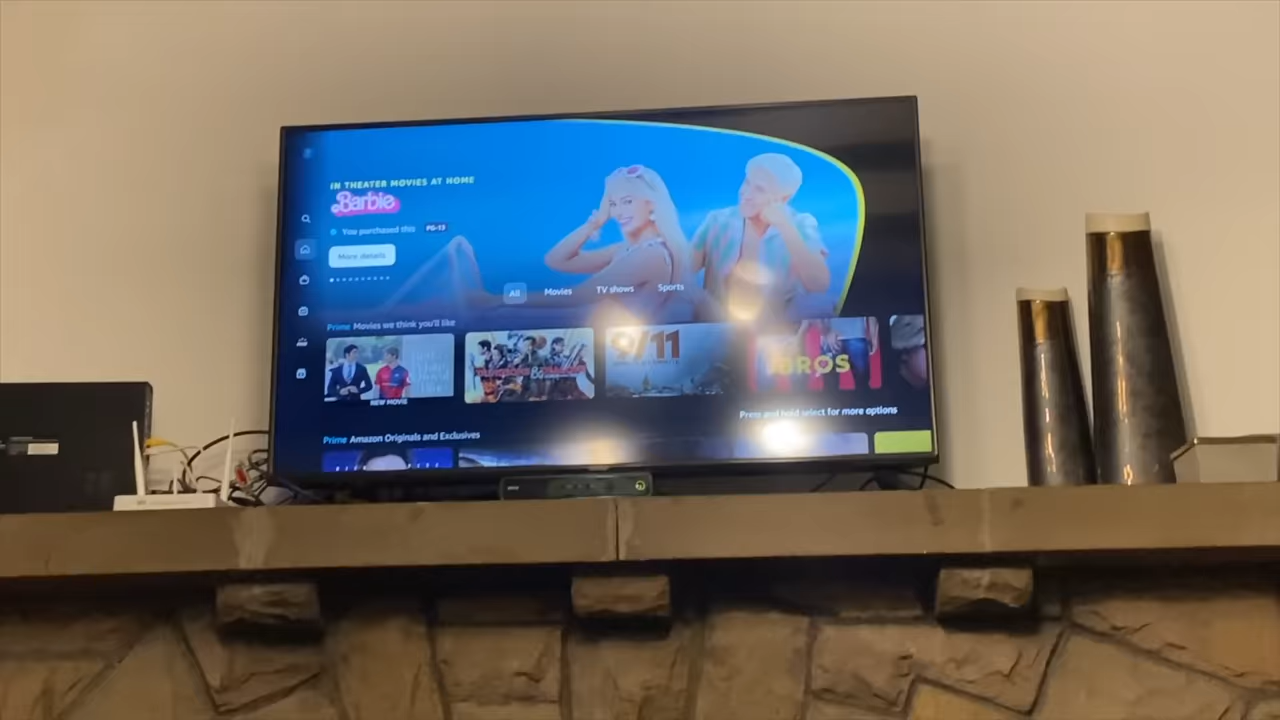 IN THEATER MOVIES AT HOME
Barbie
You purchased this PG-13
More details
All Movies TV shows Sports
Prime Movies we think you'll like
NEW MOVIE
9/11
BROS
Press and hold select for more options
Prime Amazon Originals and Exclusives